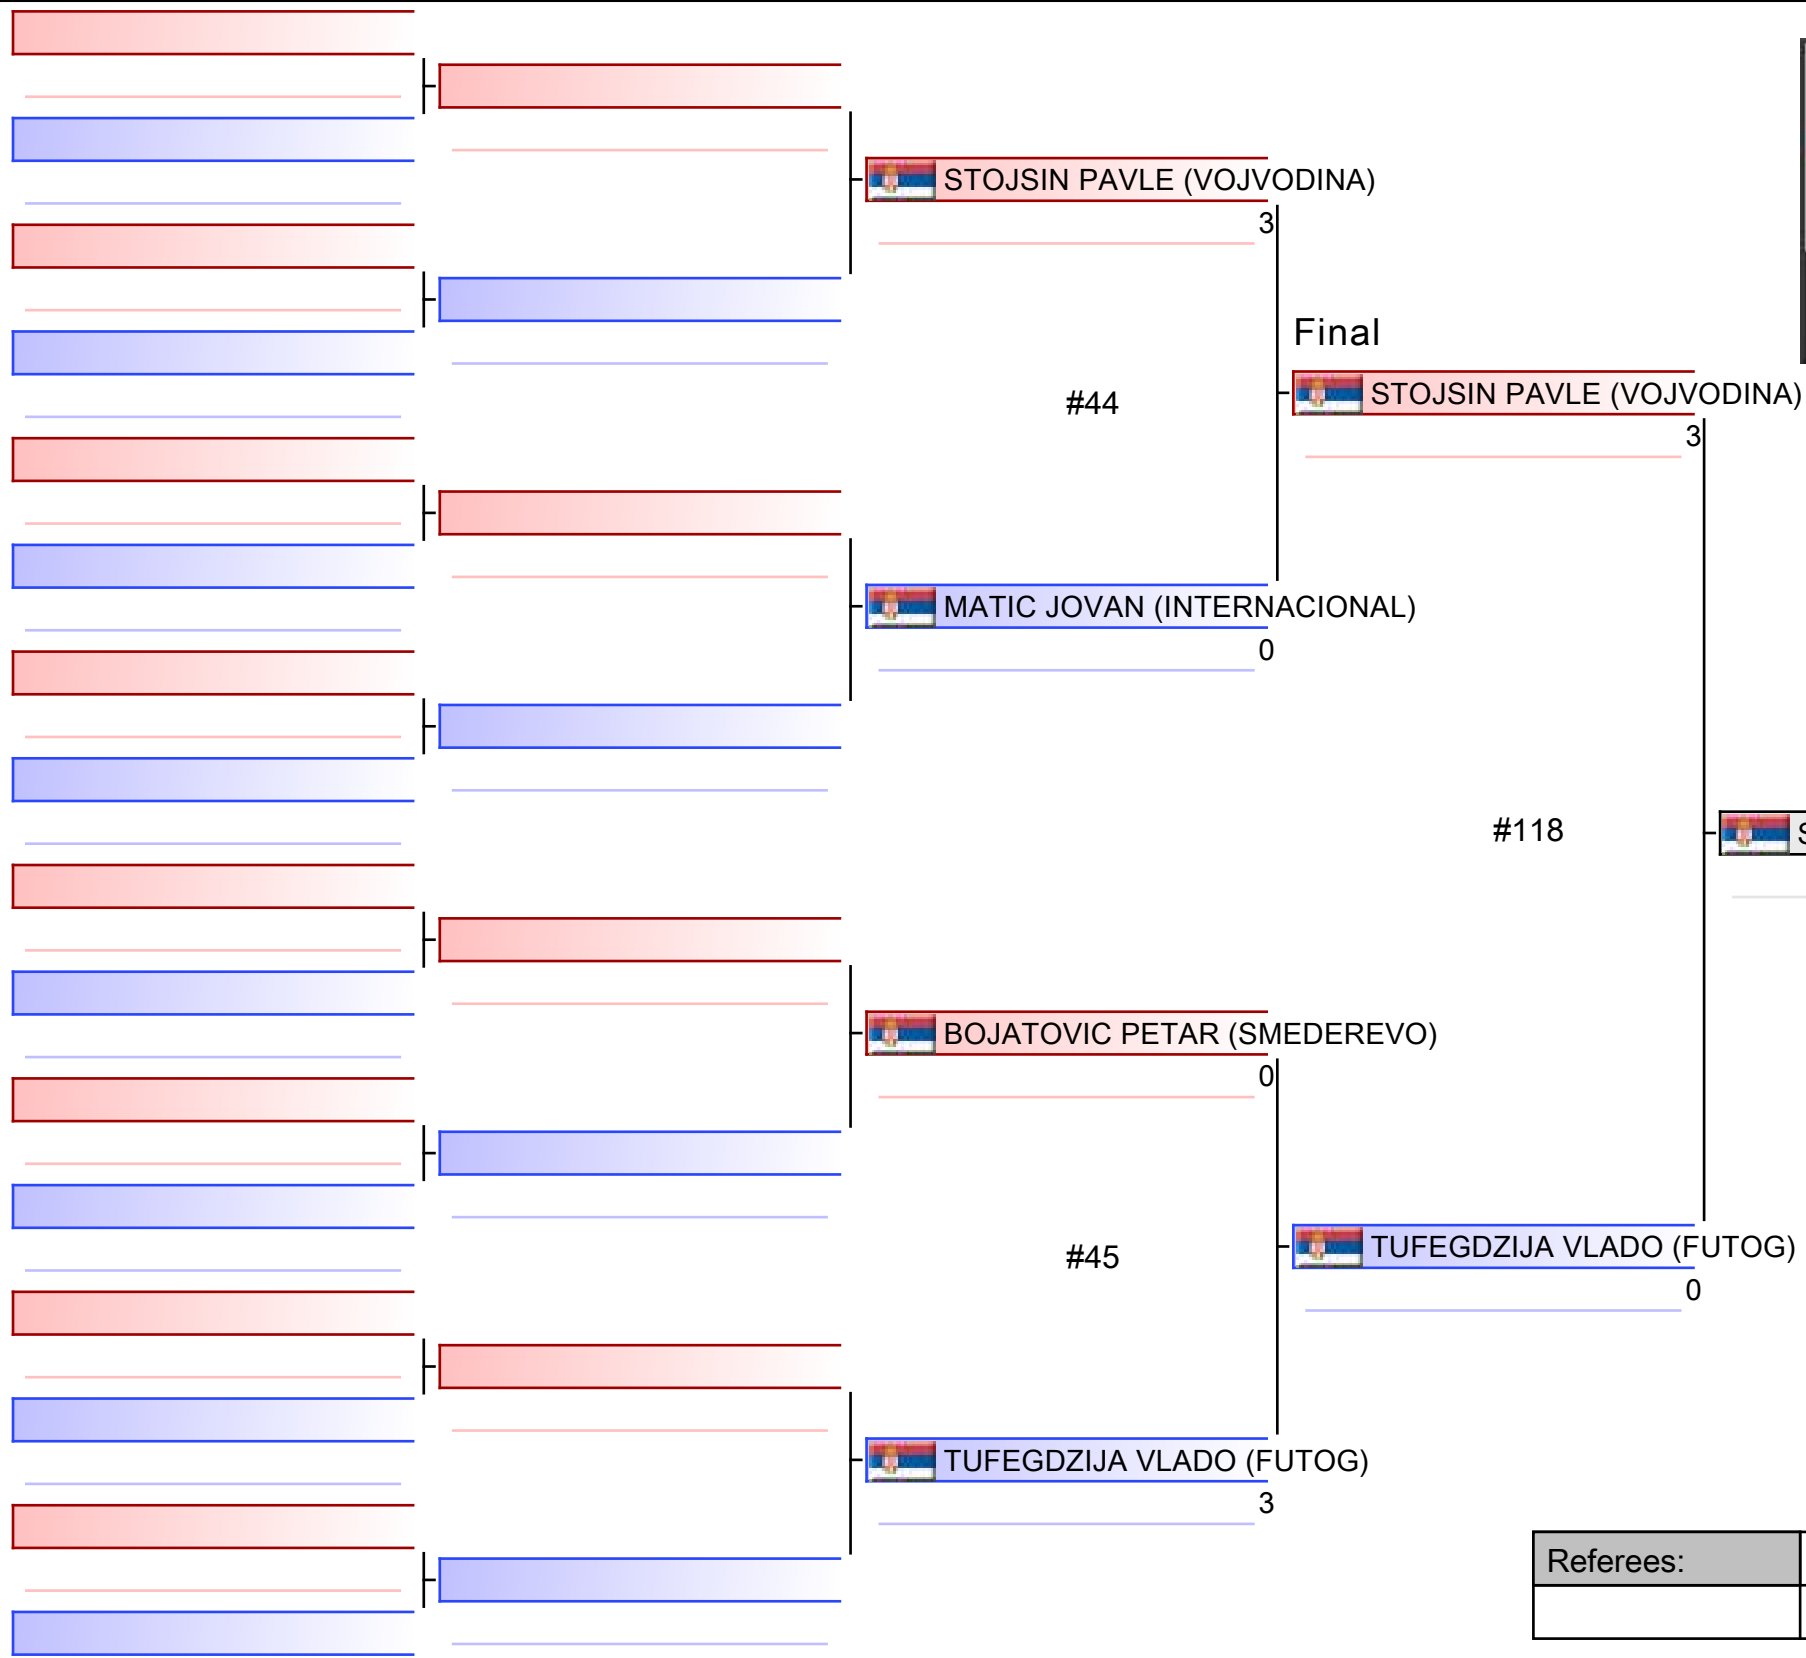 STOJSIN PAVLE (VOJVODINA)
3
Final
#44
STOJSIN PAVLE (VOJVODINA)
3
MATIC JOVAN (INTERNACIONAL)
0
#118
BOJATOVIC PETAR (SMEDEREVO)
0
#45
TUFEGDZIJA VLADO (FUTOG)
0
TUFEGDZIJA VLADO (FUTOG)
3
Referees: